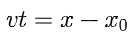 vt = x − x₀